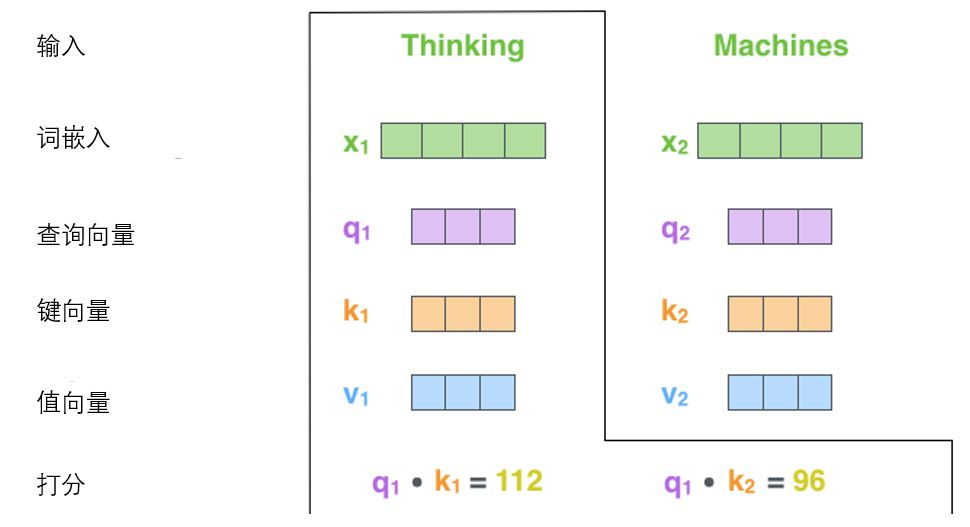 输入 Thinking Machines
词嵌入 x₁ x₂
查询向量 q₁ q₂
键向量 k₁ k₂
值向量 v₁ v₂
打分 q₁ • k₁ = 112 q₁ • k₂ = 96